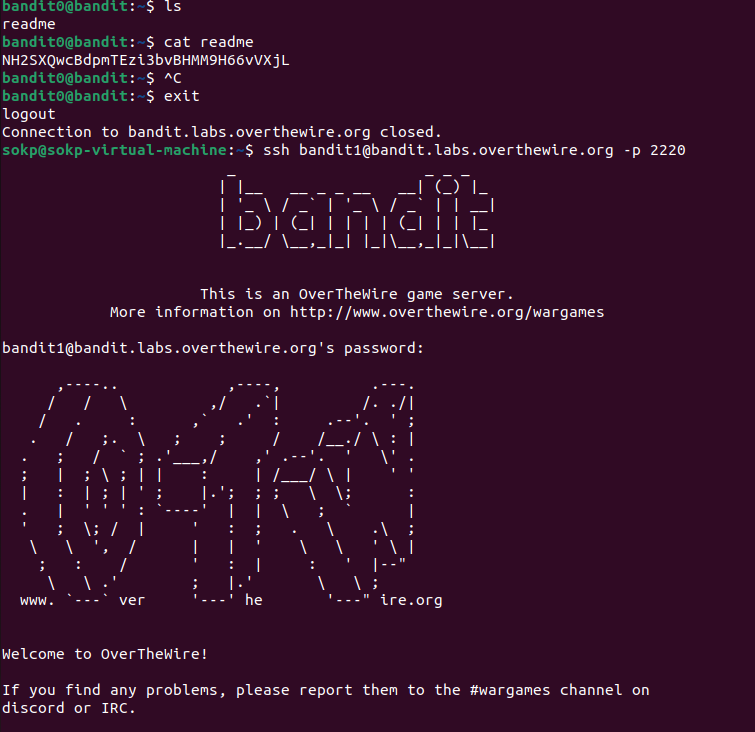 bandit0@bandit:~$ ls
readme
bandit0@bandit:~$ cat readme
NH2SXQwcBdpmTEzi3bvBHMM9H66vVXjL
bandit0@bandit:~$ ^C
bandit0@bandit:~$ exit
logout
Connection to bandit.labs.overthewire.org closed.
sokp@sokp-virtual-machine:~$ ssh bandit1@bandit.labs.overthewire.org -p 2220
bandit
This is an OverTheWire game server.
More information on http://www.overthewire.org/wargames
bandit1@bandit.labs.overthewire.org's password:
www. ver he ire.org
Welcome to OverTheWire!
If you find any problems, please report them to the #wargames channel on
discord or IRC.